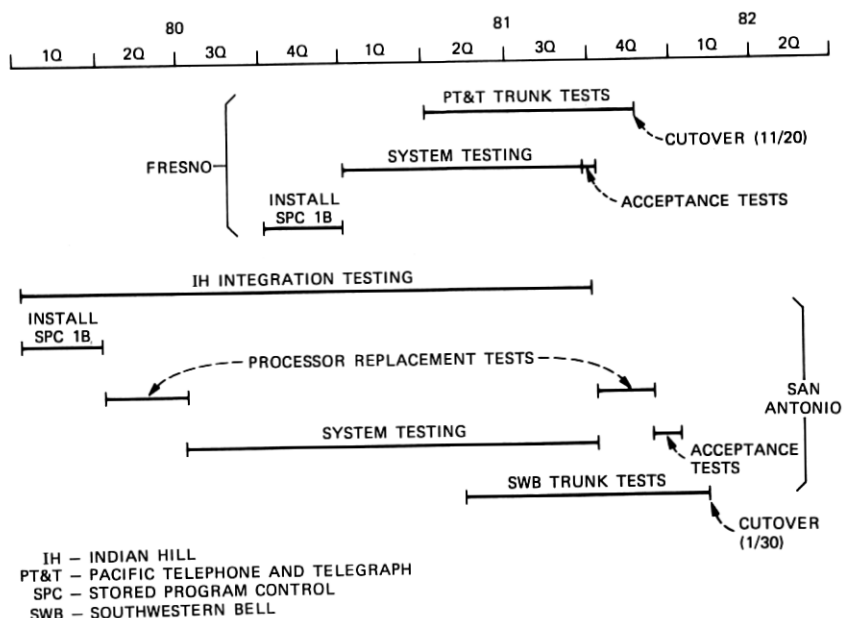 80 81 82
1Q 2Q 3Q 4Q 1Q 2Q 3Q 4Q 1Q 2Q
PT&T TRUNK TESTS
CUTOVER (11/20)
FRESNO
SYSTEM TESTING
ACCEPTANCE TESTS
INSTALL
SPC 1B
IH INTEGRATION TESTING
INSTALL
SPC 1B
PROCESSOR REPLACEMENT TESTS
SAN
ANTONIO
SYSTEM TESTING
ACCEPTANCE
TESTS
SWB TRUNK TESTS
CUTOVER
(1/30)
IH – INDIAN HILL
PT&T – PACIFIC TELEPHONE AND TELEGRAPH
SPC – STORED PROGRAM CONTROL
SWB – SOUTHWESTERN BELL